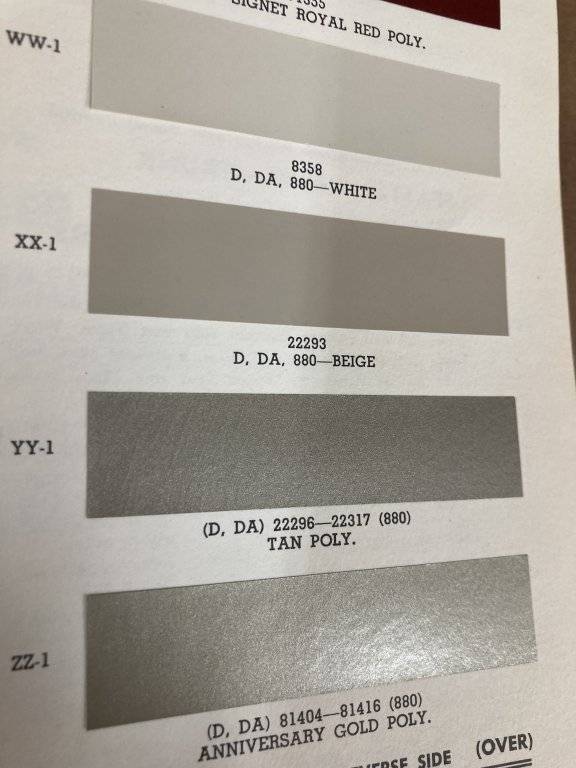 SIGNET ROYAL RED POLY.
WW-1
8358
D, DA, 880—WHITE
XX-1
22293
D, DA, 880—BEIGE
YY-1
(D, DA) 22296—22317 (880)
TAN POLY.
ZZ-1
(D, DA) 81404—81416 (880)
ANNIVERSARY GOLD POLY.
SIDE (OVER)